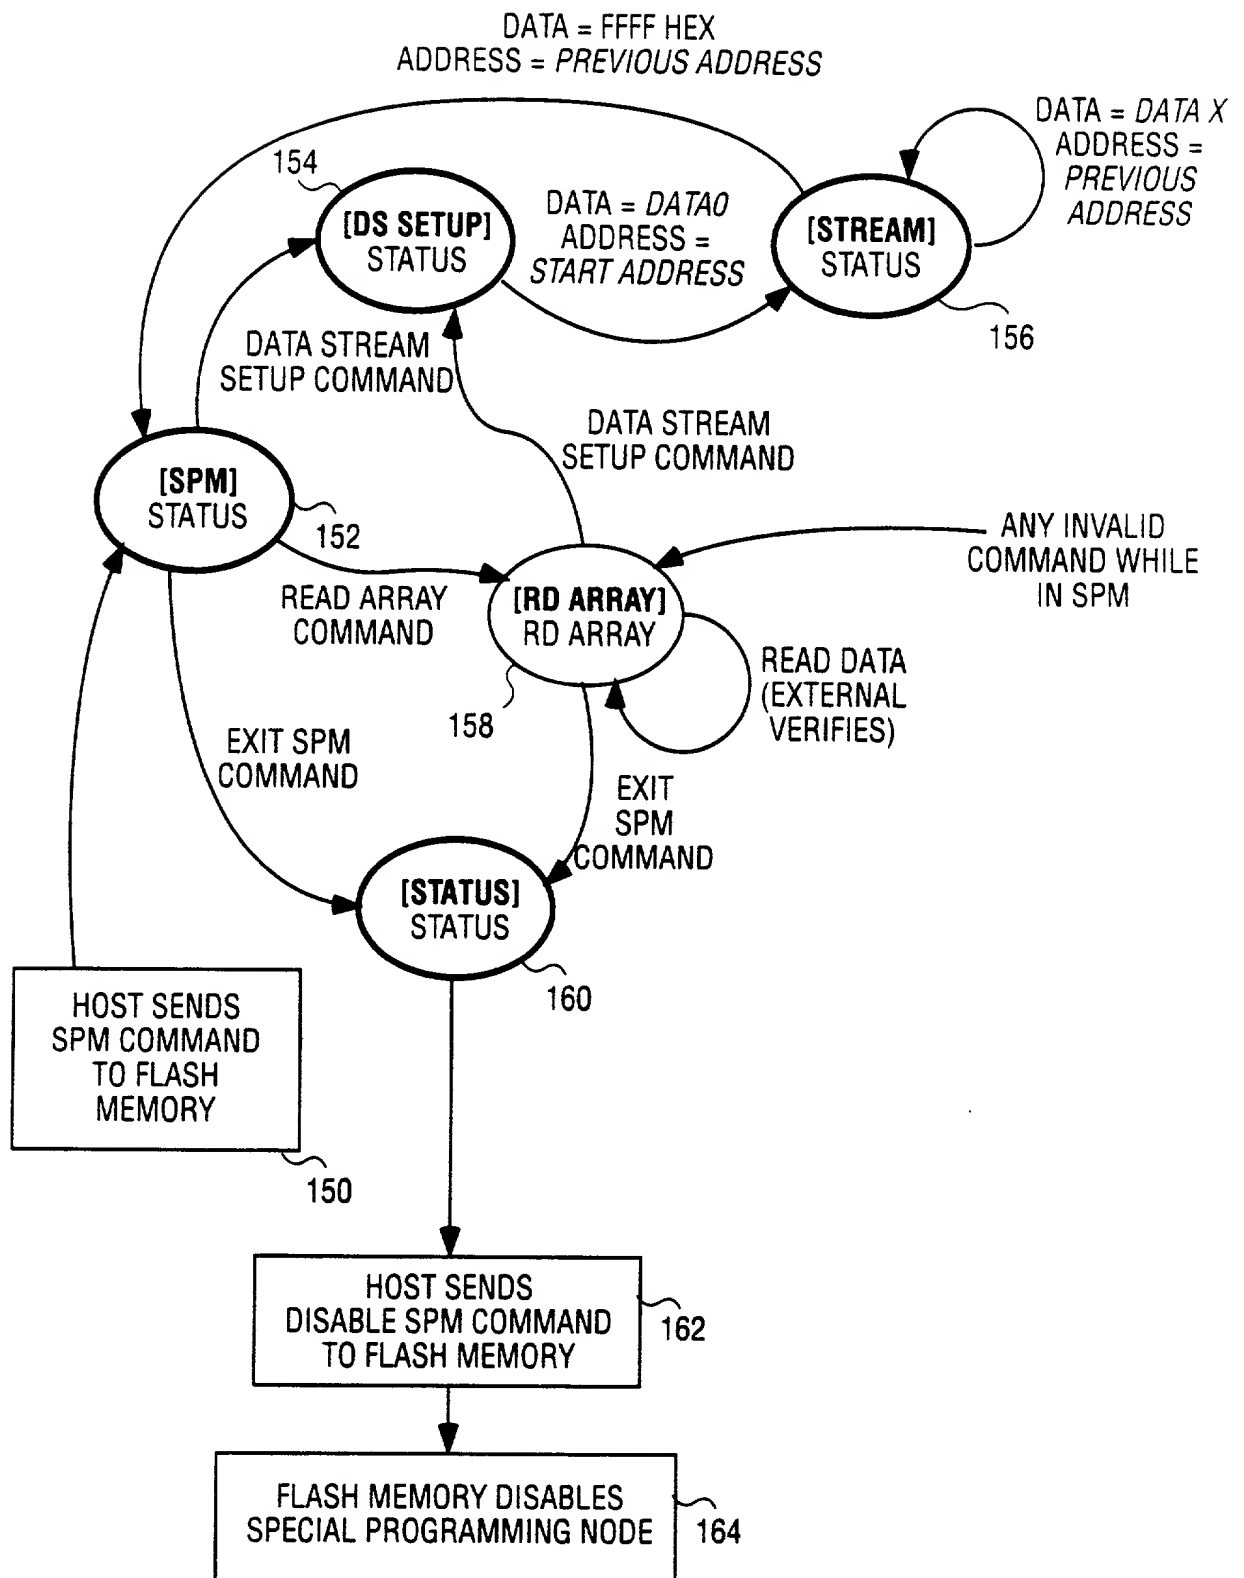 DATA = FFFF HEX
ADDRESS = PREVIOUS ADDRESS
DATA = DATA X
ADDRESS =
PREVIOUS
ADDRESS
154
[DS SETUP]
STATUS
DATA = DATA0
ADDRESS =
START ADDRESS
[STREAM]
STATUS
156
DATA STREAM
SETUP COMMAND
DATA STREAM
SETUP COMMAND
[SPM]
STATUS
152
READ ARRAY
COMMAND
[RD ARRAY]
RD ARRAY
158
ANY INVALID
COMMAND WHILE
IN SPM
READ DATA
(EXTERNAL
VERIFIES)
EXIT SPM
COMMAND
EXIT
SPM
COMMAND
[STATUS]
STATUS
160
HOST SENDS
SPM COMMAND
TO FLASH
MEMORY
150
HOST SENDS
DISABLE SPM COMMAND
TO FLASH MEMORY
162
FLASH MEMORY DISABLES
SPECIAL PROGRAMMING NODE
164